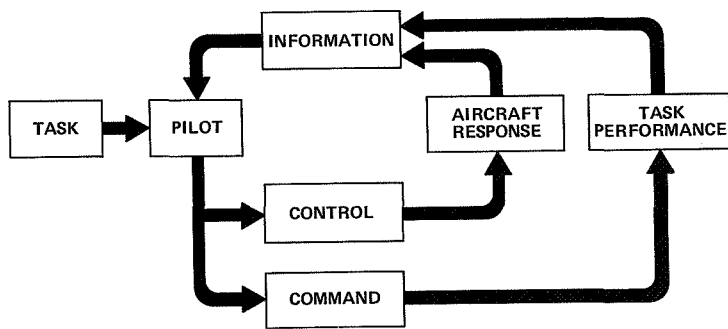 INFORMATION
TASK
PILOT
AIRCRAFT
RESPONSE
TASK
PERFORMANCE
CONTROL
COMMAND